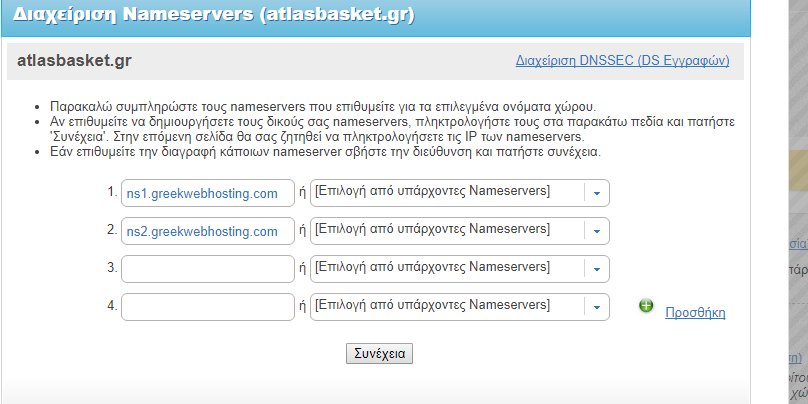 Διαχείριση Nameservers (atlasbasket.gr)
atlasbasket.gr Διαχείριση DNSSEC (DS Εγγραφών)
Παρακαλώ συμπληρώστε τους nameservers που επιθυμείτε για τα επιλεγμένα ονόματα χώρου.
Αν επιθυμείτε να δημιουργήσετε τους δικούς σας nameservers, πληκτρολογήστε τους στα παρακάτω πεδία και πατήστε
'Συνέχεια'. Στην επόμενη σελίδα θα σας ζητηθεί να πληκτρολογήσετε τις IP των nameservers.
Εάν επιθυμείτε την διαγραφή κάποιων nameserver σβήστε την διεύθυνση και πατήστε συνέχεια.
1. ns1.greekwebhosting.com ή [Επιλογή από υπάρχοντες Nameservers]
2. ns2.greekwebhosting.com ή [Επιλογή από υπάρχοντες Nameservers]
3. ή [Επιλογή από υπάρχοντες Nameservers]
4. ή [Επιλογή από υπάρχοντες Nameservers] Προσθήκη
Συνέχεια